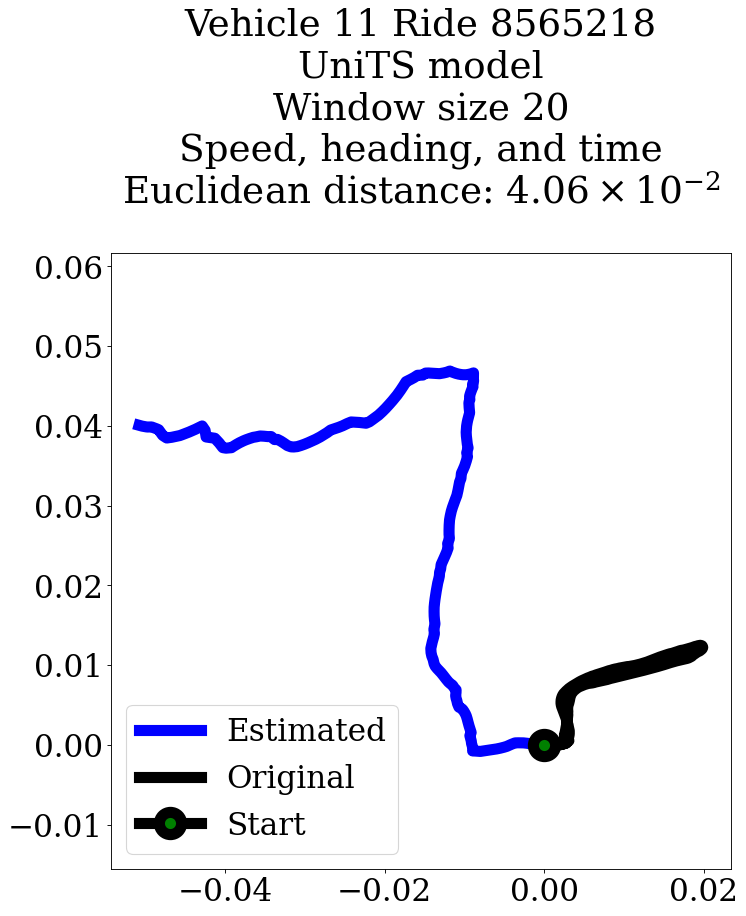 Vehicle 11 Ride 8565218
UniTS model
Window size 20
Speed, heading, and time
Euclidean distance: 4.06 × 10⁻²
0.06
0.05
0.04
0.03
0.02
0.01
0.00
−0.01
Estimated
Original
Start
−0.04
−0.02
0.00
0.02